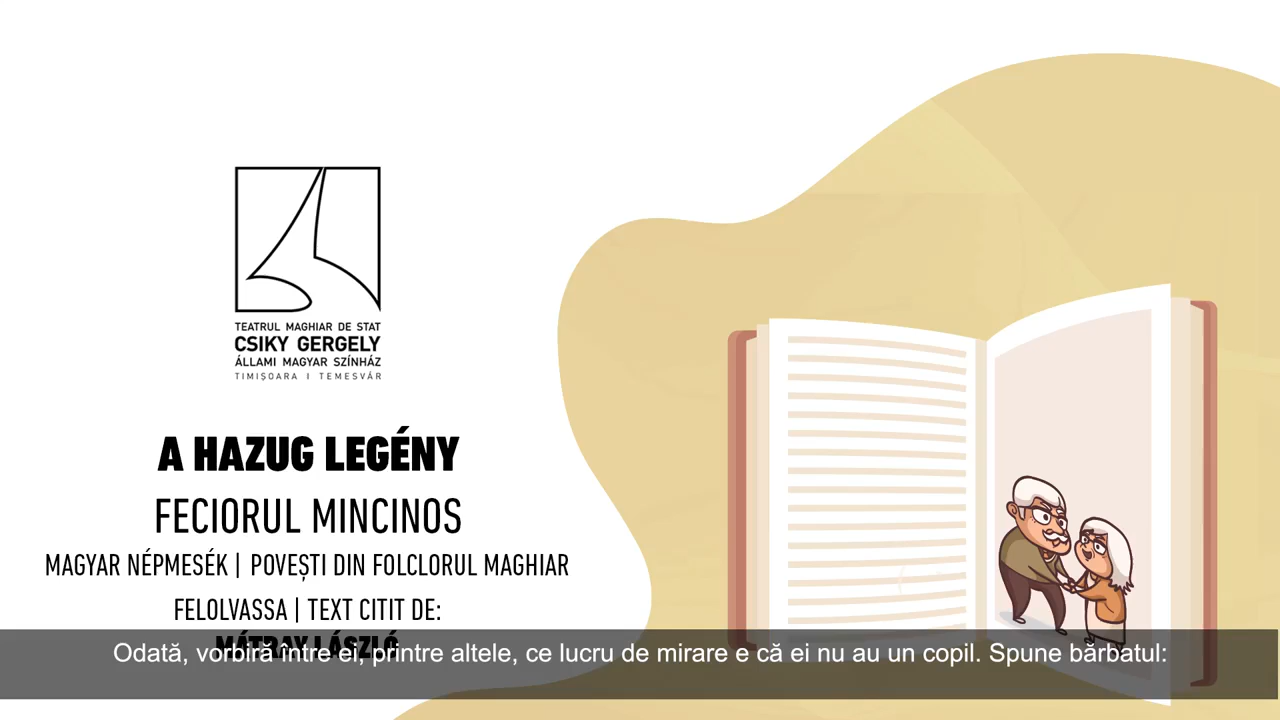 TEATRUL MAGHIAR DE STAT
CSIKY GERGELY
ÁLLAMI MAGYAR SZÍNHÁZ
TIMIȘOARA | TEMESVÁR
A HAZUG LEGÉNY
FECIORUL MINCINOS
MAGYAR NÉPMESÉK | POVEȘTI DIN FOLCLORUL MAGHIAR
FELOLVASSA | TEXT CITIT DE:
MÁTRAY LÁSZLÓ
Odată, vorbiră între ei, printre altele, ce lucru de mirare e că ei nu au un copil. Spune bărbatul: